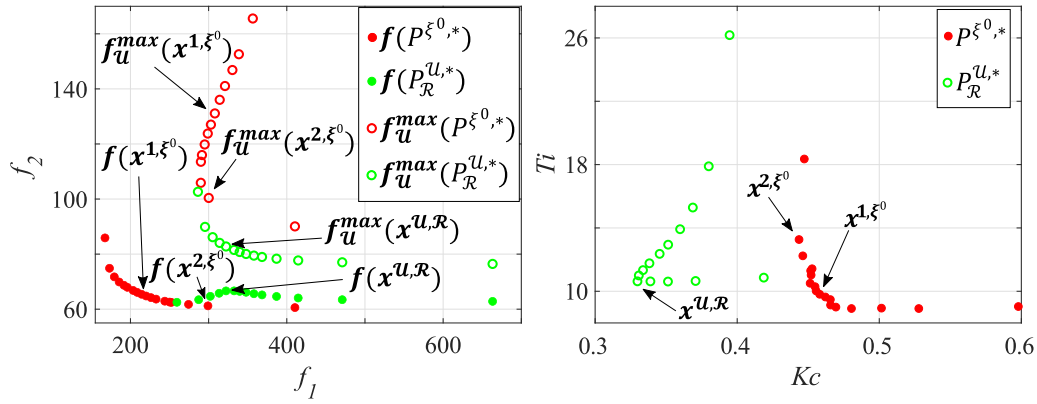 f₂
60
100
140
200
400
600
f₁
f_𝒰^max(x^{1,ξ⁰})
f_𝒰^max(x^{2,ξ⁰})
f(x^{1,ξ⁰})
f_𝒰^max(x^{𝒰,ℛ})
f(x^{2,ξ⁰})
f(x^{𝒰,ℛ})
f(P^{ξ⁰,*})
f(P_ℛ^{𝒰,*})
f_𝒰^max(P^{ξ⁰,*})
f_𝒰^max(P_ℛ^{𝒰,*})
Ti
10
18
26
0.3
0.4
0.5
0.6
Kc
x^{2,ξ⁰}
x^{1,ξ⁰}
x^{𝒰,ℛ}
P^{ξ⁰,*}
P_ℛ^{𝒰,*}